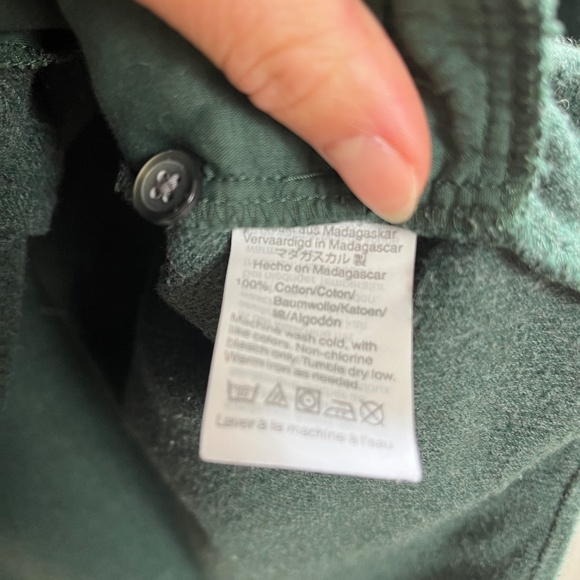 aus Madagaskar
Vervaardigd in Madagascar
マダガスカル 製
Hecho en Madagascar
100% Cotton/Coton/
Baumwolle/Katoen/
綿/Algodón
Machine wash cold, with
like colors. Non-chlorine
bleach only. Tumble dry low.
Warm iron as needed.
Laver à la machine à l'eau